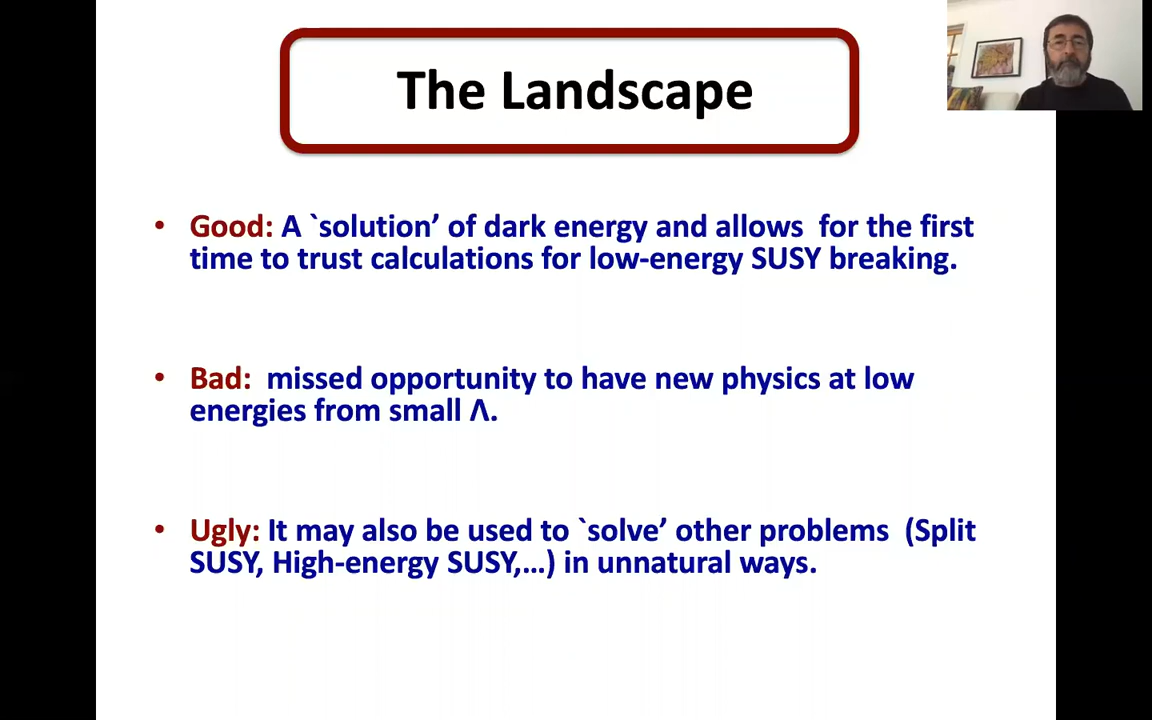 The Landscape
• Good: A `solution’ of dark energy and allows for the first
time to trust calculations for low-energy SUSY breaking.
• Bad: missed opportunity to have new physics at low
energies from small Λ.
• Ugly: It may also be used to `solve’ other problems (Split
SUSY, High-energy SUSY,…) in unnatural ways.